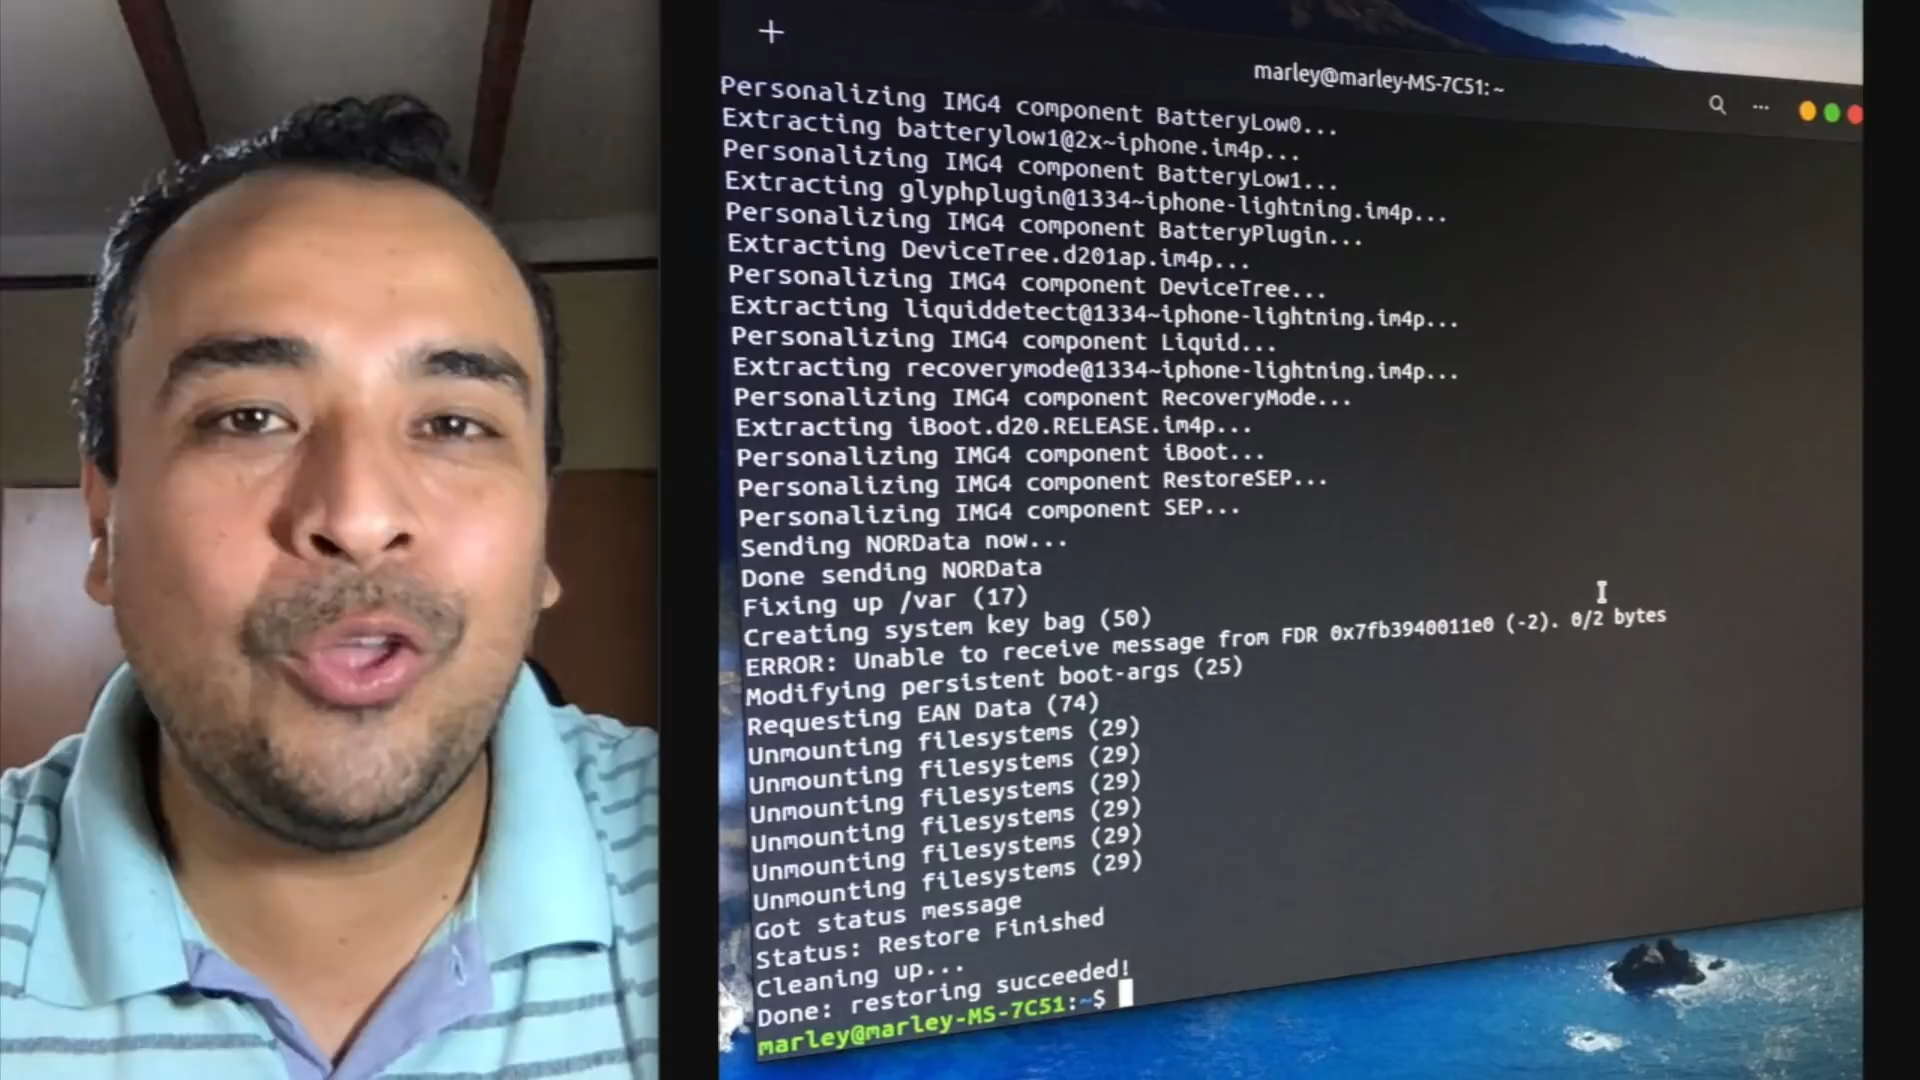 marley@marley-MS-7C51: ~
Personalizing IMG4 component BatteryLow0...
Extracting batterylow1@2x~iphone.im4p...
Personalizing IMG4 component BatteryLow1...
Extracting glyphplugin@1334~iphone-lightning.im4p...
Personalizing IMG4 component BatteryPlugin...
Extracting DeviceTree.d201ap.im4p...
Personalizing IMG4 component DeviceTree...
Extracting liquiddetect@1334~iphone-lightning.im4p...
Personalizing IMG4 component Liquid...
Extracting recoverymode@1334~iphone-lightning.im4p...
Personalizing IMG4 component RecoveryMode...
Extracting iBoot.d20.RELEASE.im4p...
Personalizing IMG4 component iBoot...
Personalizing IMG4 component RestoreSEP...
Personalizing IMG4 component SEP...
Sending NORData now...
Done sending NORData
Fixing up /var (17)
Creating system key bag (50)
ERROR: Unable to receive message from FDR 0x7fb3940011e0 (-2). 0/2 bytes
Modifying persistent boot-args (25)
Requesting EAN Data (74)
Unmounting filesystems (29)
Unmounting filesystems (29)
Unmounting filesystems (29)
Unmounting filesystems (29)
Unmounting filesystems (29)
Unmounting filesystems (29)
Got status message
Status: Restore Finished
Cleaning up...
Done: restoring succeeded!
marley@marley-MS-7C51:~$